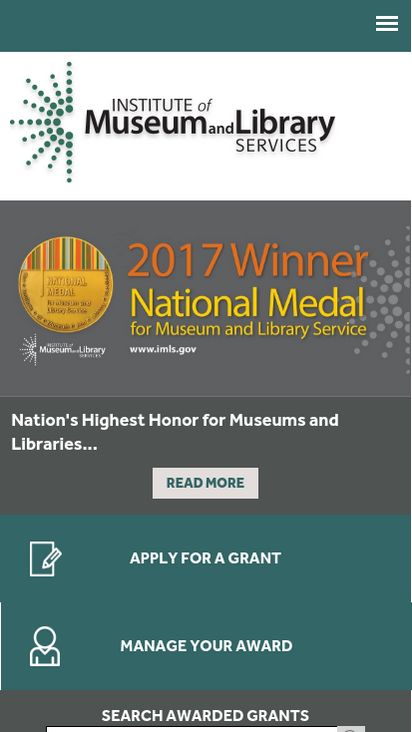 INSTITUTE of
Museum and Library
SERVICES
2017 Winner
NATIONAL
MEDAL
for Museum and
Library Service
National Medal
for Museum and Library Service
INSTITUTE of
Museum and Library
SERVICES
www.imls.gov
Nation's Highest Honor for Museums and
Libraries...
READ MORE
APPLY FOR A GRANT
MANAGE YOUR AWARD
SEARCH AWARDED GRANTS